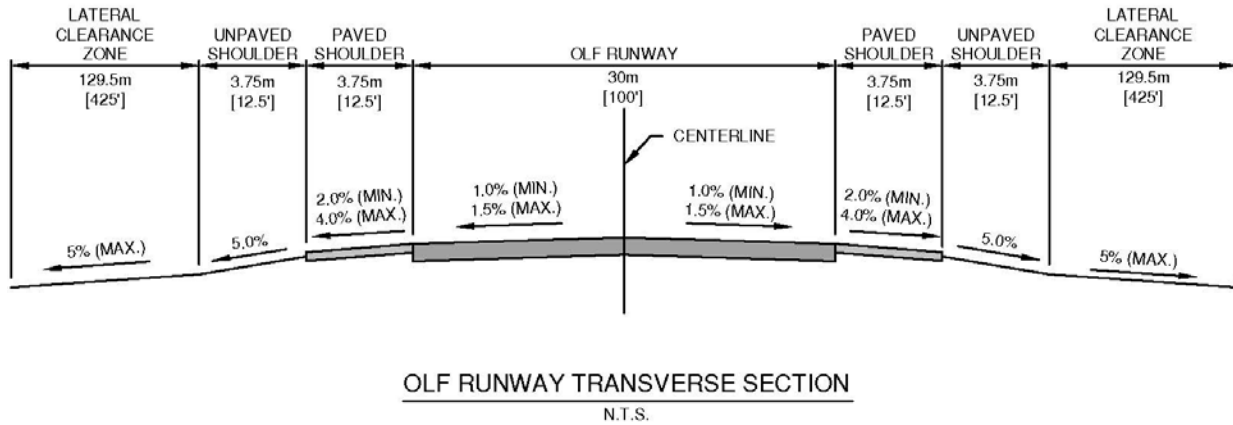 LATERAL
CLEARANCE
ZONE
129.5m
[425']
UNPAVED
SHOULDER
3.75m
[12.5']
PAVED
SHOULDER
3.75m
[12.5']
OLF RUNWAY
30m
[100']
PAVED
SHOULDER
3.75m
[12.5']
UNPAVED
SHOULDER
3.75m
[12.5']
LATERAL
CLEARANCE
ZONE
129.5m
[425']
CENTERLINE
5% (MAX.)
5.0%
2.0% (MIN.)
4.0% (MAX.)
1.0% (MIN.)
1.5% (MAX.)
1.0% (MIN.)
1.5% (MAX.)
2.0% (MIN.)
4.0% (MAX.)
5.0%
5% (MAX.)
OLF RUNWAY TRANSVERSE SECTION
N.T.S.